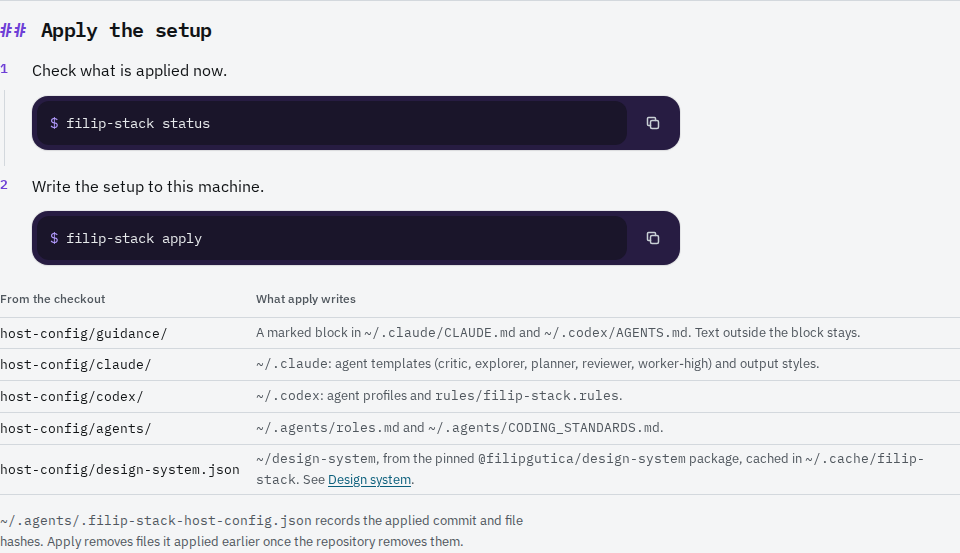 ## Apply the setup
1 Check what is applied now.
$ filip-stack status
2 Write the setup to this machine.
$ filip-stack apply
From the checkout What apply writes
host-config/guidance/ A marked block in ~/.claude/CLAUDE.md and ~/.codex/AGENTS.md. Text outside the block stays.
host-config/claude/ ~/.claude: agent templates (critic, explorer, planner, reviewer, worker-high) and output styles.
host-config/codex/ ~/.codex: agent profiles and rules/filip-stack.rules.
host-config/agents/ ~/.agents/roles.md and ~/.agents/CODING_STANDARDS.md.
host-config/design-system.json ~/design-system, from the pinned @filipgutica/design-system package, cached in ~/.cache/filip-
stack. See Design system.
~/.agents/.filip-stack-host-config.json records the applied commit and file
hashes. Apply removes files it applied earlier once the repository removes them.